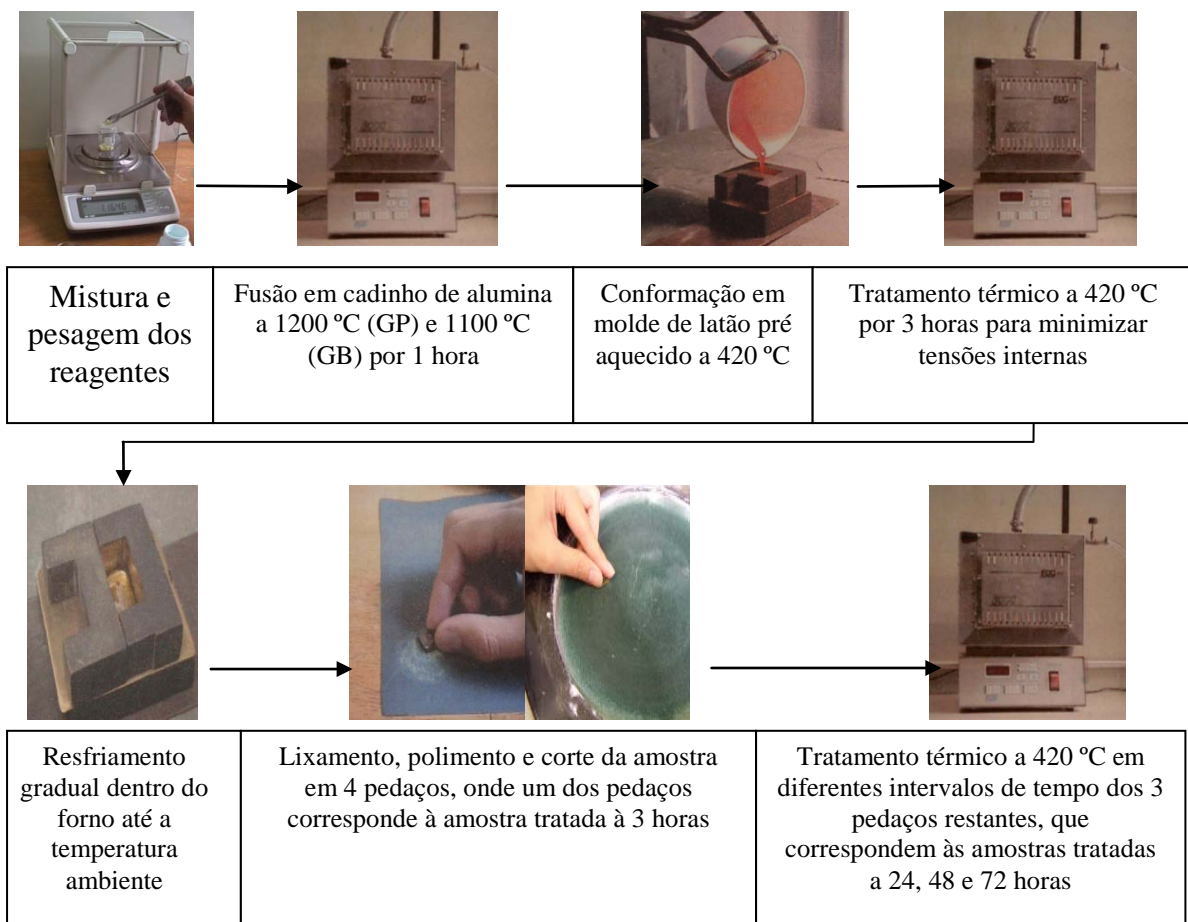 Mistura e
pesagem dos
reagentes
Fusão em cadinho de alumina
a 1200 ºC (GP) e 1100 ºC
(GB) por 1 hora
Conformação em
molde de latão pré
aquecido a 420 ºC
Tratamento térmico a 420 ºC
por 3 horas para minimizar
tensões internas
Resfriamento
gradual dentro do
forno até a
temperatura
ambiente
Lixamento, polimento e corte da amostra
em 4 pedaços, onde um dos pedaços
corresponde à amostra tratada à 3 horas
Tratamento térmico a 420 ºC em
diferentes intervalos de tempo dos 3
pedaços restantes, que
correspondem às amostras tratadas
a 24, 48 e 72 horas